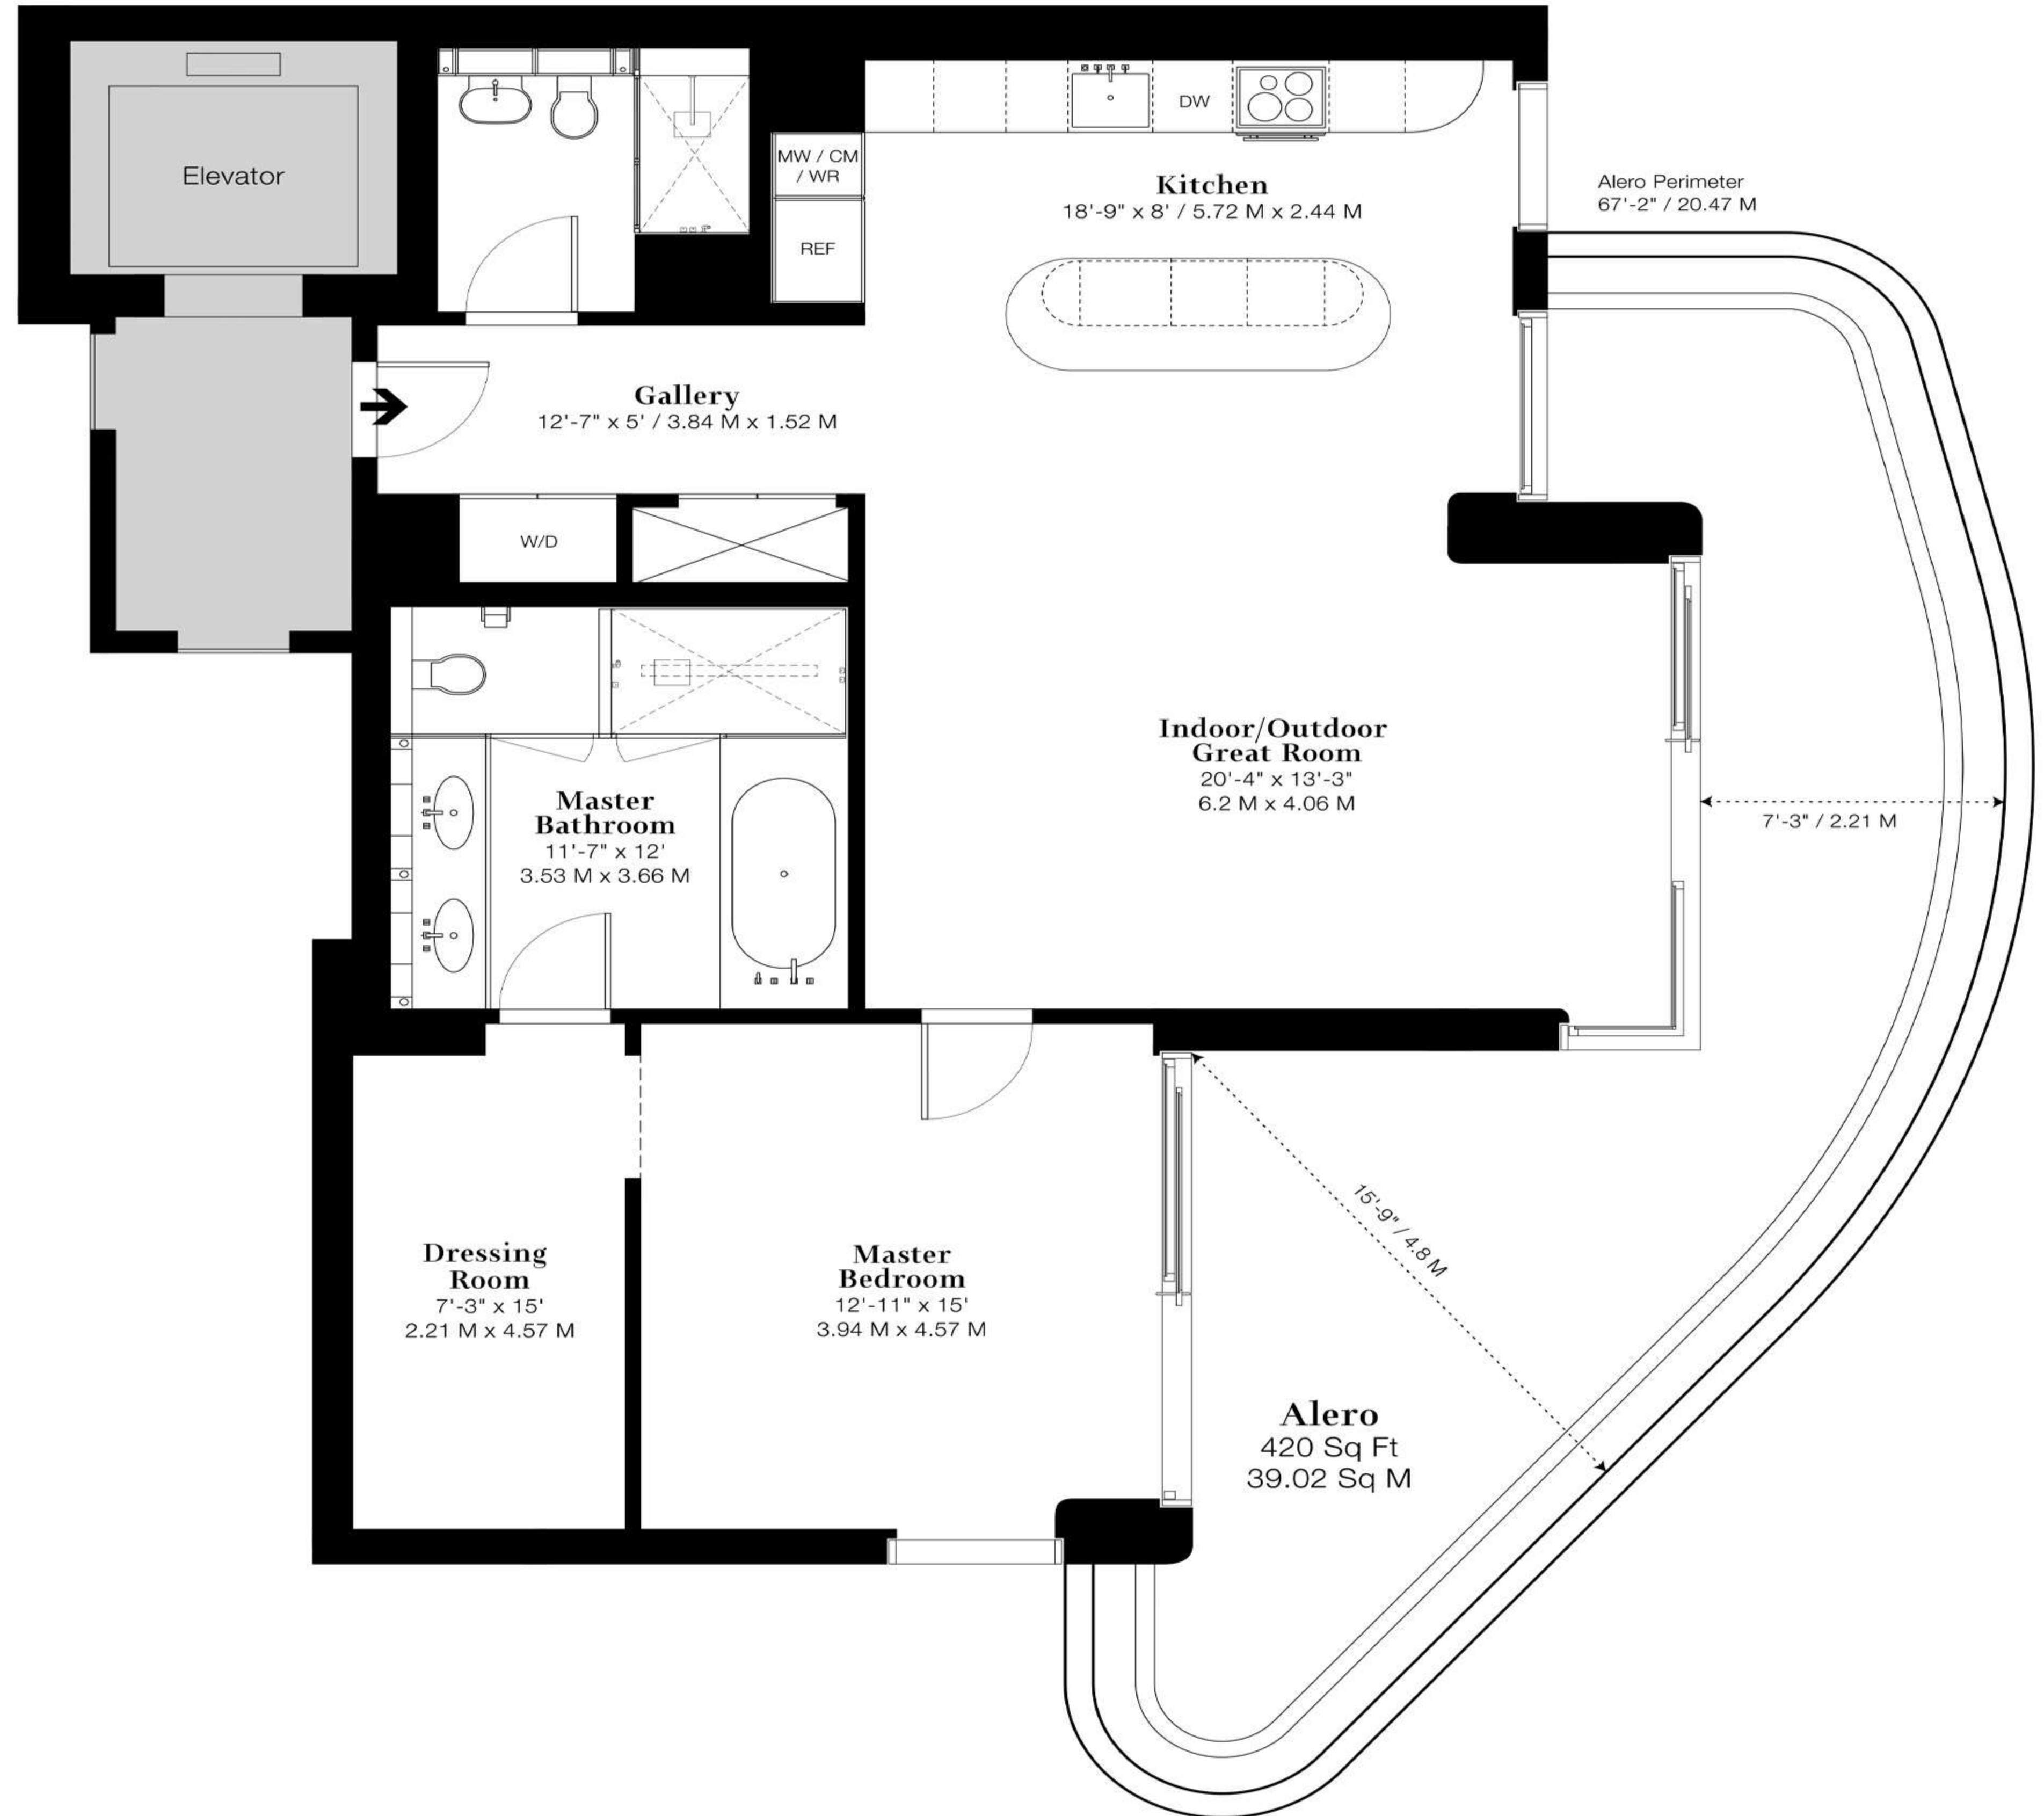 Elevator
MW / CM
/ WR
REF
DW
Kitchen
18'-9" x 8' / 5.72 M x 2.44 M
Alero Perimeter
67'-2" / 20.47 M
Gallery
12'-7" x 5' / 3.84 M x 1.52 M
W/D
Indoor/Outdoor
Great Room
20'-4" x 13'-3"
6.2 M x 4.06 M
7'-3" / 2.21 M
Master
Bathroom
11'-7" x 12'
3.53 M x 3.66 M
15'-9" / 4.8 M
Dressing
Room
7'-3" x 15'
2.21 M x 4.57 M
Master
Bedroom
12'-11" x 15'
3.94 M x 4.57 M
Alero
420 Sq Ft
39.02 Sq M